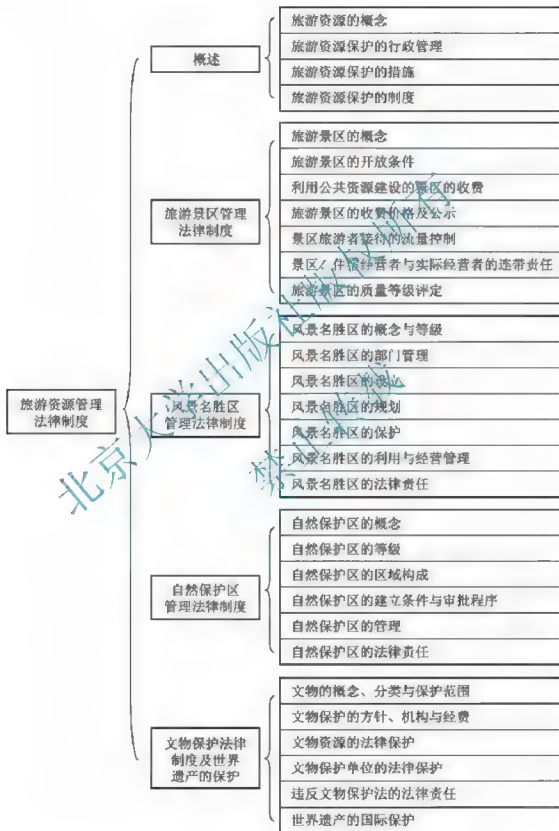 旅游资源管理
法律制度
概述
旅游资源的概念
旅游资源保护的行政管理
旅游资源保护的措施
旅游资源保护的制度
旅游景区管理
法律制度
旅游景区的概念
旅游景区的开放条件
利用公共资源建设的景区的收费
旅游景区的收费价格及公示
景区旅游者接待的流量控制
景区 经营者与实际经营者的连带责任
旅游景区的质量等级评定
风景名胜区
管理法律制度
风景名胜区的概念与等级
风景名胜区的部门管理
风景名胜区的
风景名胜区的规划
风景名胜区的保护
风景名胜区的利用与经营管理
风景名胜区的法律责任
自然保护区
管理法律制度
自然保护区的概念
自然保护区的等级
自然保护区的区域构成
自然保护区的建立条件与审批程序
自然保护区的管理
自然保护区的法律责任
文物保护法律
制度及世界
遗产的保护
文物的概念、分类与保护范围
文物保护的方针、机构与经费
文物资源的法律保护
文物保护单位的法律保护
违反文物保护法的法律责任
世界遗产的国际保护
北京大学出版社版权所有
禁止转载